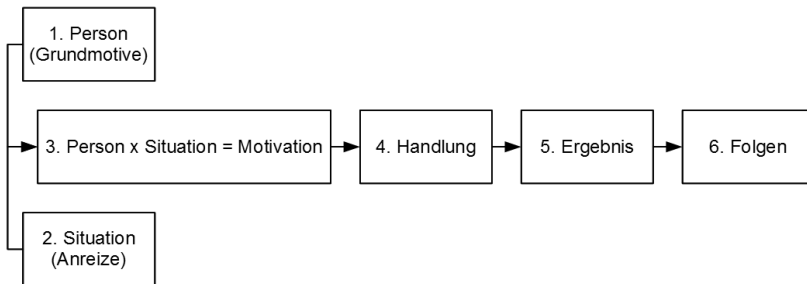 1. Person
(Grundmotive)
3. Person x Situation = Motivation
4. Handlung
5. Ergebnis
6. Folgen
2. Situation
(Anreize)